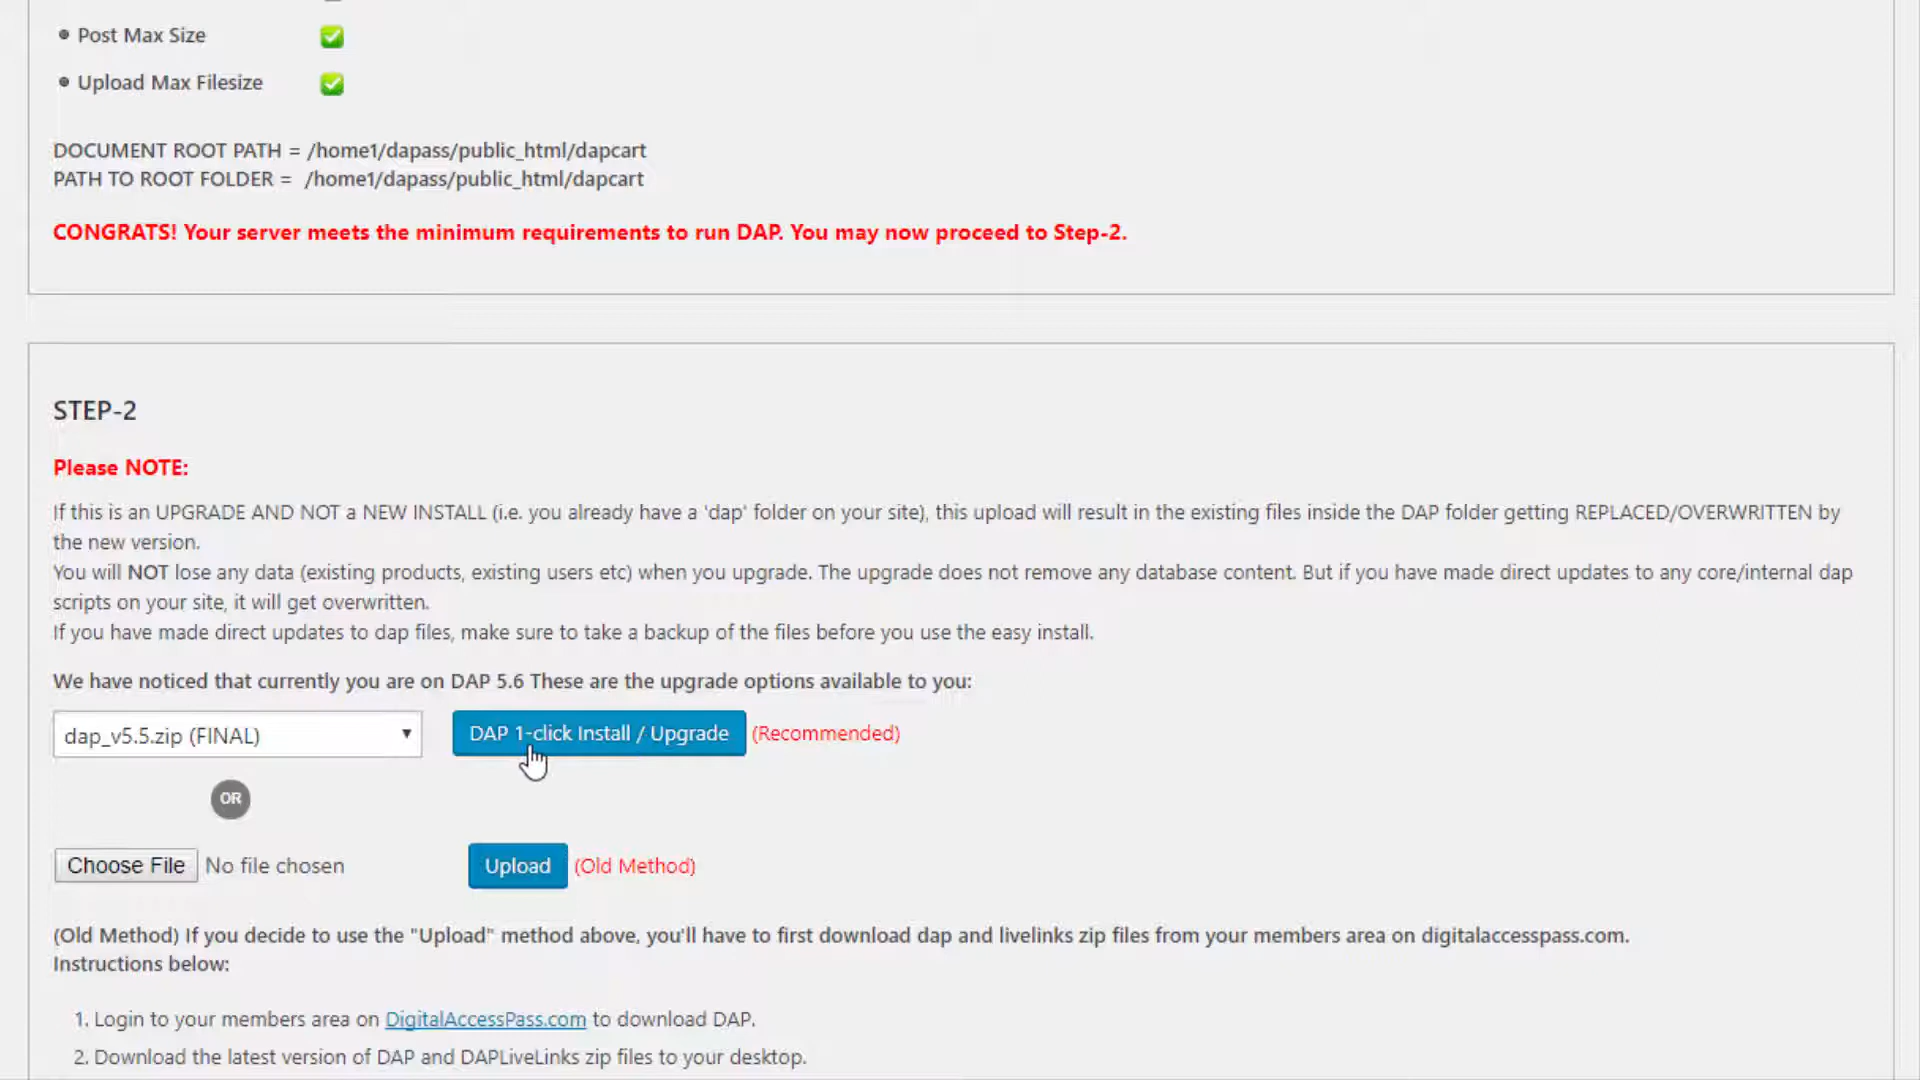 Post Max Size
Upload Max Filesize
DOCUMENT ROOT PATH = /home1/dapass/public_html/dapcart
PATH TO ROOT FOLDER = /home1/dapass/public_html/dapcart
CONGRATS! Your server meets the minimum requirements to run DAP. You may now proceed to Step-2.
STEP-2
Please NOTE:
If this is an UPGRADE AND NOT a NEW INSTALL (i.e. you already have a 'dap' folder on your site), this upload will result in the existing files inside the DAP folder getting REPLACED/OVERWRITTEN by
the new version.
You will NOT lose any data (existing products, existing users etc) when you upgrade. The upgrade does not remove any database content. But if you have made direct updates to any core/internal dap
scripts on your site, it will get overwritten.
If you have made direct updates to dap files, make sure to take a backup of the files before you use the easy install.
We have noticed that currently you are on DAP 5.6 These are the upgrade options available to you:
dap_v5.5.zip (FINAL) DAP 1-click Install / Upgrade (Recommended)
OR
Choose File No file chosen Upload (Old Method)
(Old Method) If you decide to use the "Upload" method above, you'll have to first download dap and livelinks zip files from your members area on digitalaccesspass.com.
Instructions below:
1. Login to your members area on DigitalAccessPass.com to download DAP.
2. Download the latest version of DAP and DAPLiveLinks zip files to your desktop.